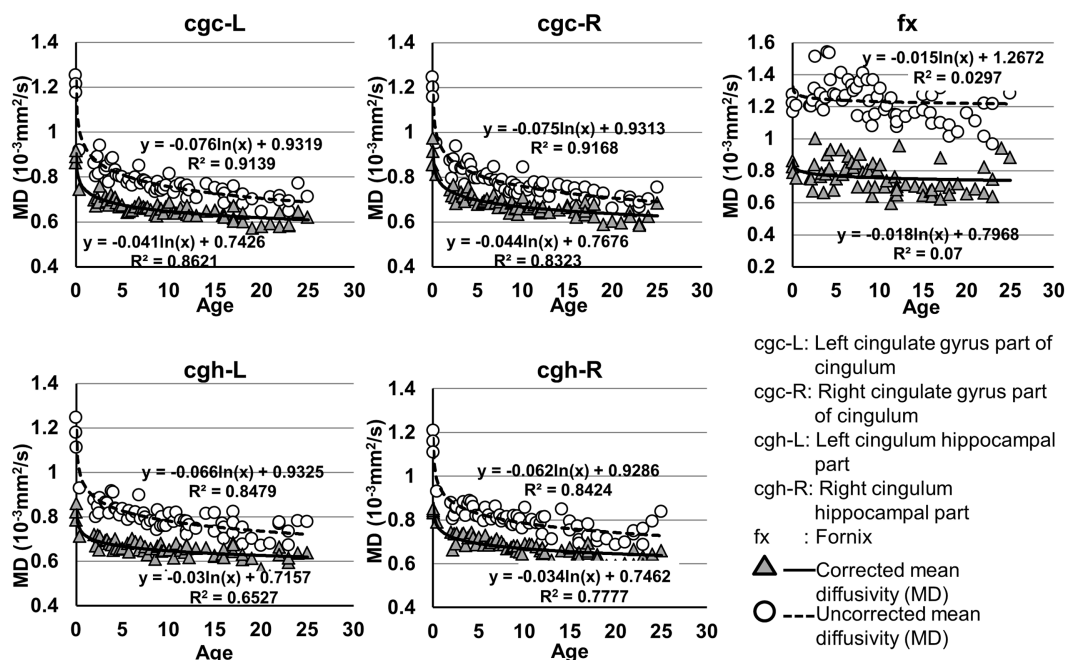 cgc-L
MD (10⁻³mm²/s)
1.4
1.2
1
0.8
0.6
0.4
y = -0.076ln(x) + 0.9319
R² = 0.9139
y = -0.041ln(x) + 0.7426
R² = 0.8621
0 5 10 15 20 25 30
Age
cgc-R
MD (10⁻³mm²/s)
1.4
1.2
1
0.8
0.6
0.4
y = -0.075ln(x) + 0.9313
R² = 0.9168
y = -0.044ln(x) + 0.7676
R² = 0.8323
0 5 10 15 20 25 30
Age
fx
MD (10⁻³mm²/s)
1.6
1.4
1.2
1
0.8
0.6
0.4
0.2
y = -0.015ln(x) + 1.2672
R² = 0.0297
y = -0.018ln(x) + 0.7968
R² = 0.07
0 5 10 15 20 25 30
Age
cgh-L
MD (10⁻³mm²/s)
1.4
1.2
1
0.8
0.6
0.4
y = -0.066ln(x) + 0.9325
R² = 0.8479
y = -0.03ln(x) + 0.7157
R² = 0.6527
0 5 10 15 20 25 30
Age
cgh-R
MD (10⁻³mm²/s)
1.4
1.2
1
0.8
0.6
0.4
y = -0.062ln(x) + 0.9286
R² = 0.8424
y = -0.034ln(x) + 0.7462
R² = 0.7777
0 5 10 15 20 25 30
Age
cgc-L: Left cingulate gyrus part of
cingulum
cgc-R: Right cingulate gyrus part
of cingulum
cgh-L: Left cingulum hippocampal
part
cgh-R: Right cingulum
hippocampal part
fx : Fornix
Corrected mean
diffusivity (MD)
Uncorrected mean
diffusivity (MD)